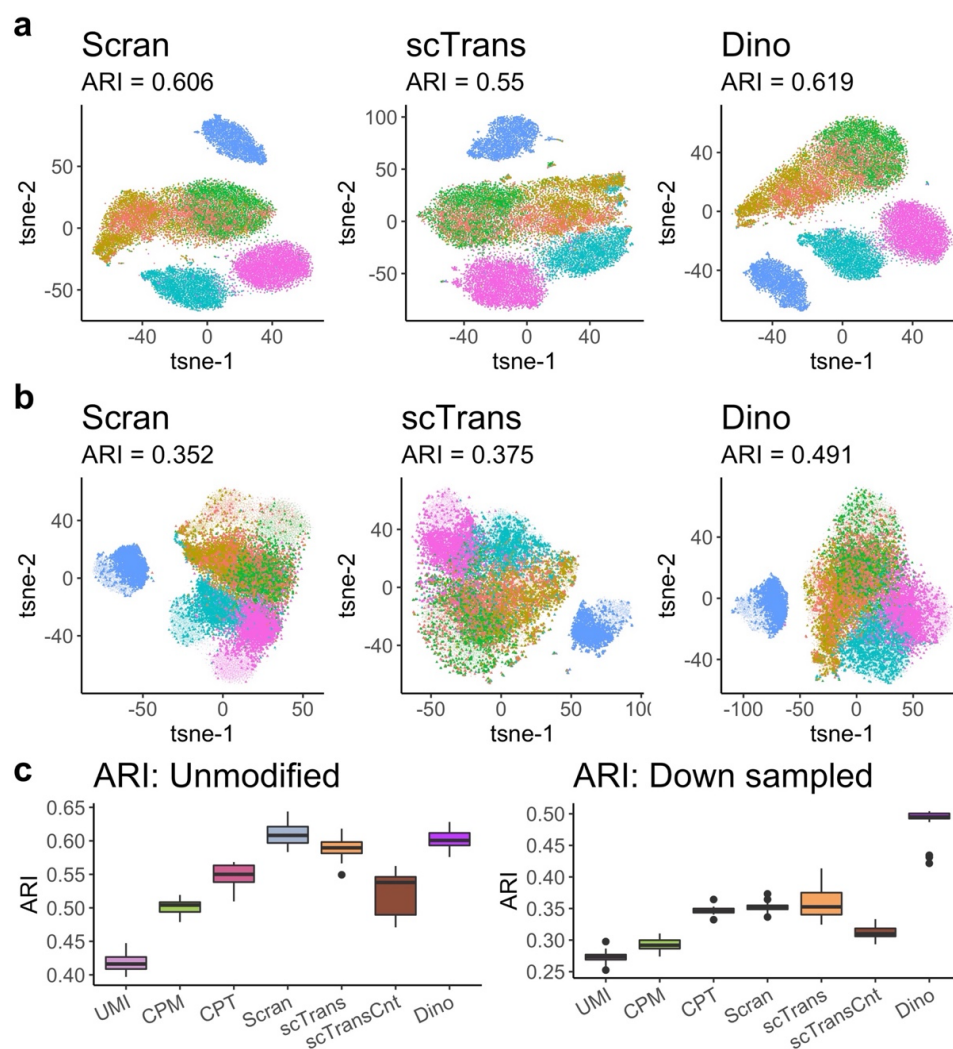 a
Scran scTrans Dino
ARI = 0.606 ARI = 0.55 ARI = 0.619
tsne-2 50 0 -50
tsne-2 100 50 0 -50
tsne-2 40 0 -40
-40 0 40 -40 0 40 -40 0 40
tsne-1 tsne-1 tsne-1
b
Scran scTrans Dino
ARI = 0.352 ARI = 0.375 ARI = 0.491
tsne-2 40 0 -40
tsne-2 40 0 -40
tsne-2 40 0 -40
-50 0 50 -50 0 50 -100 -50 0 50
tsne-1 tsne-1 tsne-1
c
ARI: Unmodified
ARI
0.65
0.60
0.55
0.50
0.45
0.40
UMI CPM CPT Scran scTrans scTransCnt Dino
ARI: Down sampled
ARI
0.50
0.45
0.40
0.35
0.30
0.25
UMI CPM CPT Scran scTrans scTransCnt Dino